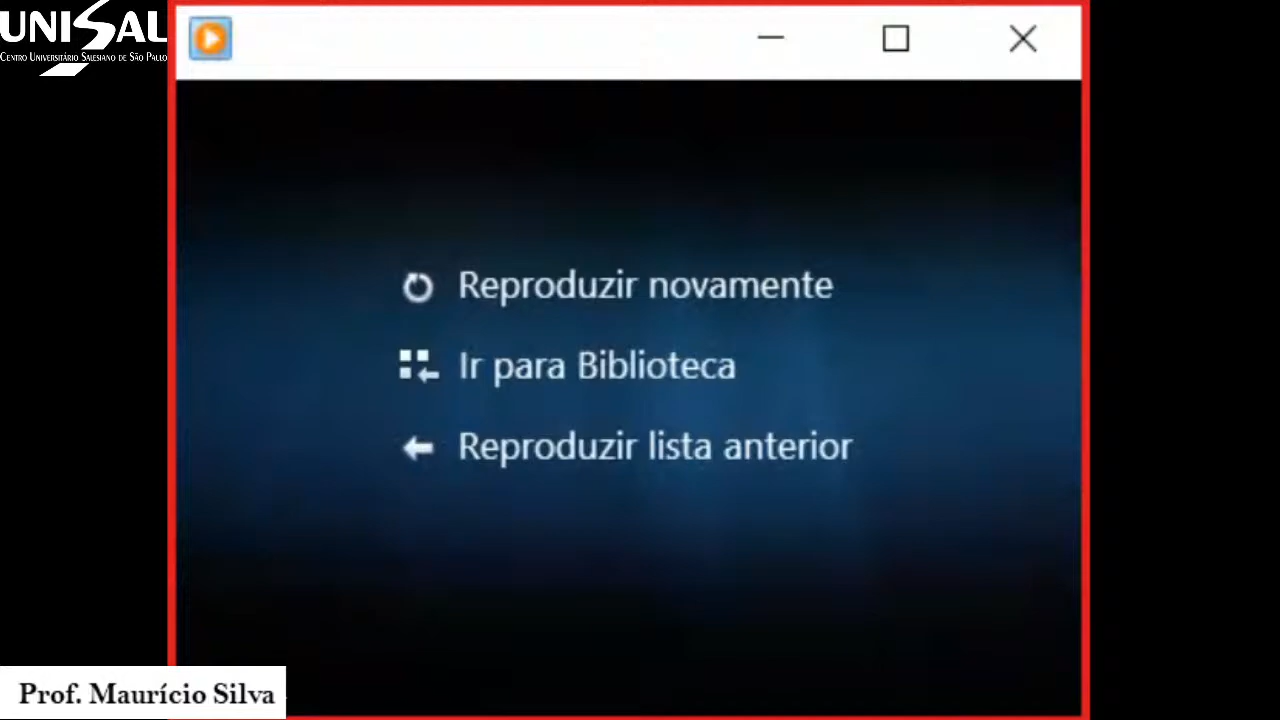 UNISAL
CENTRO UNIVERSITÁRIO SALESIANO DE SÃO PAULO
Reproduzir novamente
Ir para Biblioteca
Reproduzir lista anterior
Prof. Maurício Silva